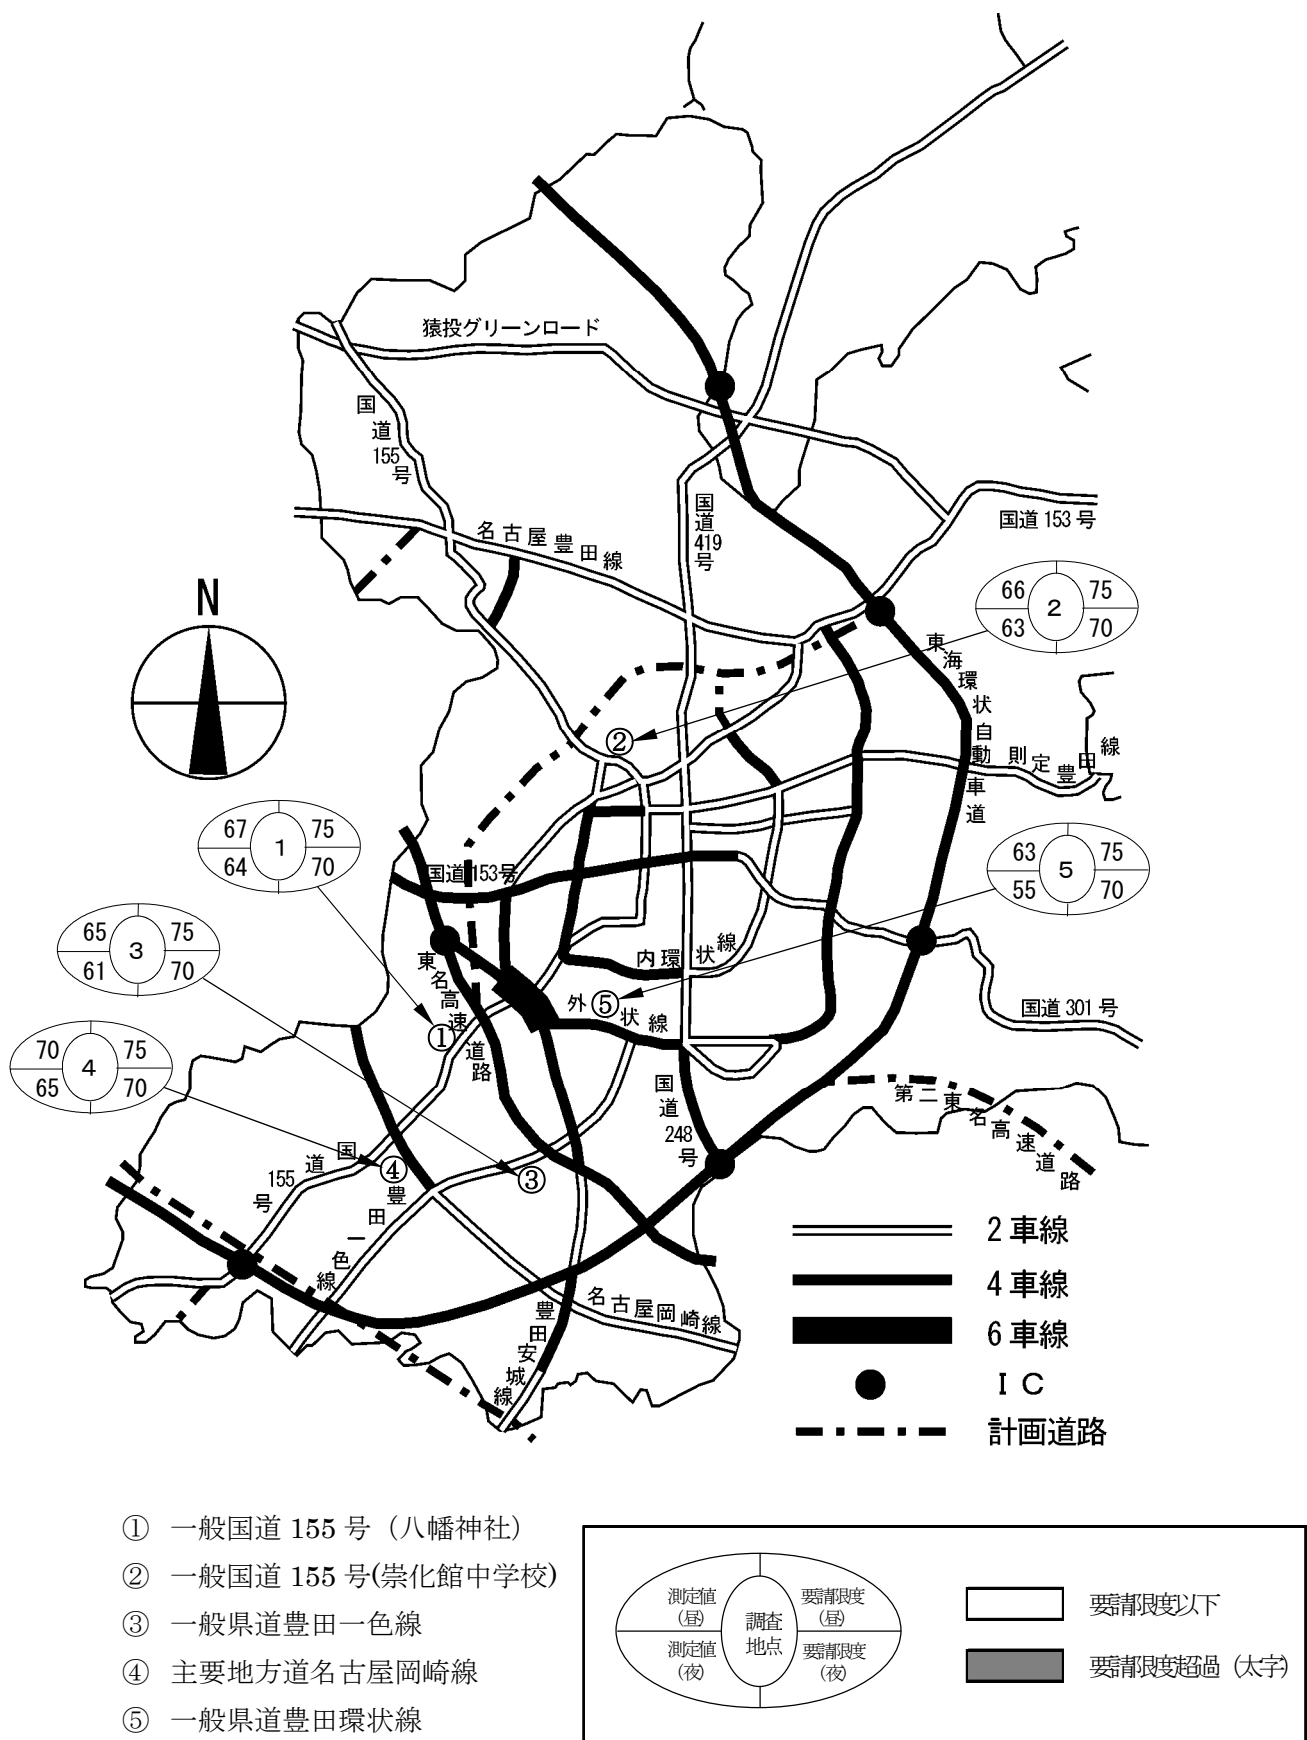 猿投グリーンロード
国道155号
名古屋豊田線
国道419号
国道153号
N
66 75
2
63 70
東海環状自動車道
則定豊田線
②
67 75
1
64 70
国道153号
63 75
5
55 70
65 75
3
61 70
内環状線
東名高速道路
外⑤状線
①
国道301号
70 75
4
65 70
国道248号
第二東名高速道路
国道155号
④
③
豊田一色線
名古屋岡崎線
豊田安城線
2車線
4車線
6車線
IC
計画道路
① 一般国道 155 号（八幡神社）
② 一般国道 155 号(崇化館中学校)
③ 一般県道豊田一色線
④ 主要地方道名古屋岡崎線
⑤ 一般県道豊田環状線
測定値(昼)
要請限度(昼)
調査地点
測定値(夜)
要請限度(夜)
要請限度以下
要請限度超過（太字）